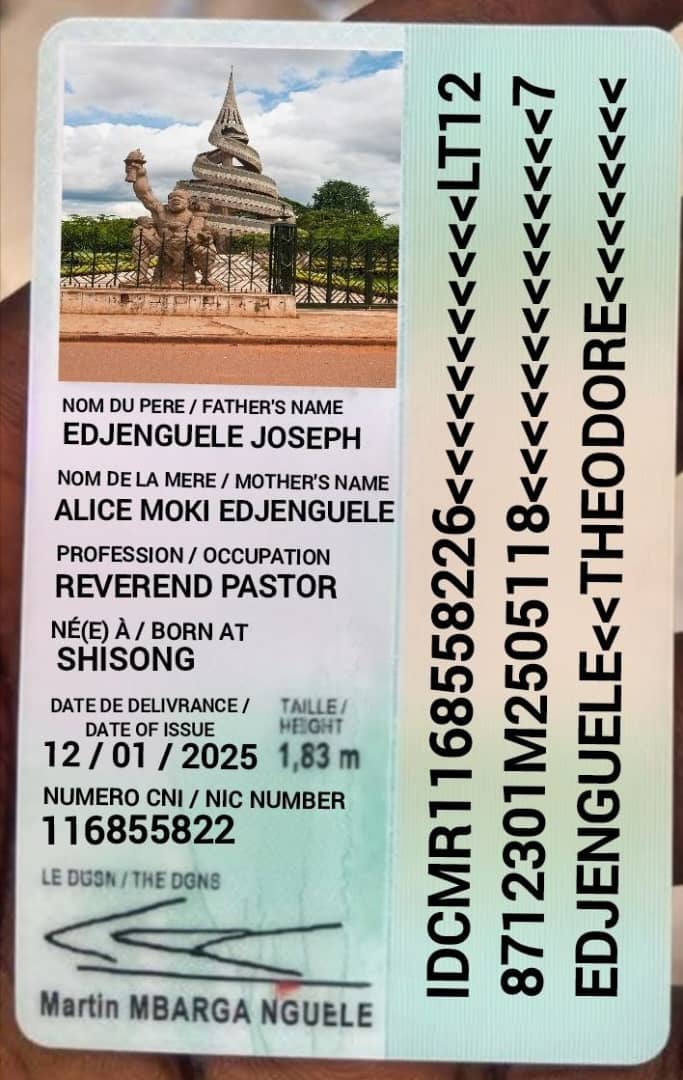 NOM DU PERE / FATHER'S NAME
EDJENGUELE JOSEPH
NOM DE LA MERE / MOTHER'S NAME
ALICE MOKI EDJENGUELE
PROFESSION / OCCUPATION
REVEREND PASTOR
NÉ(E) À / BORN AT
SHISONG
DATE DE DELIVRANCE /
DATE OF ISSUE
12 / 01 / 2025
TAILLE /
HEIGHT
1,83 m
NUMERO CNI / NIC NUMBER
116855822
LE DGSN / THE DGNS
Martin MBARGA NGUELE
IDCMR1168558226<<<<<<<<<<<LT12
8712301M2505118<<<<<<<<<<<<<<7
EDJENGUELE<<THEODORE<<<<<<<<<